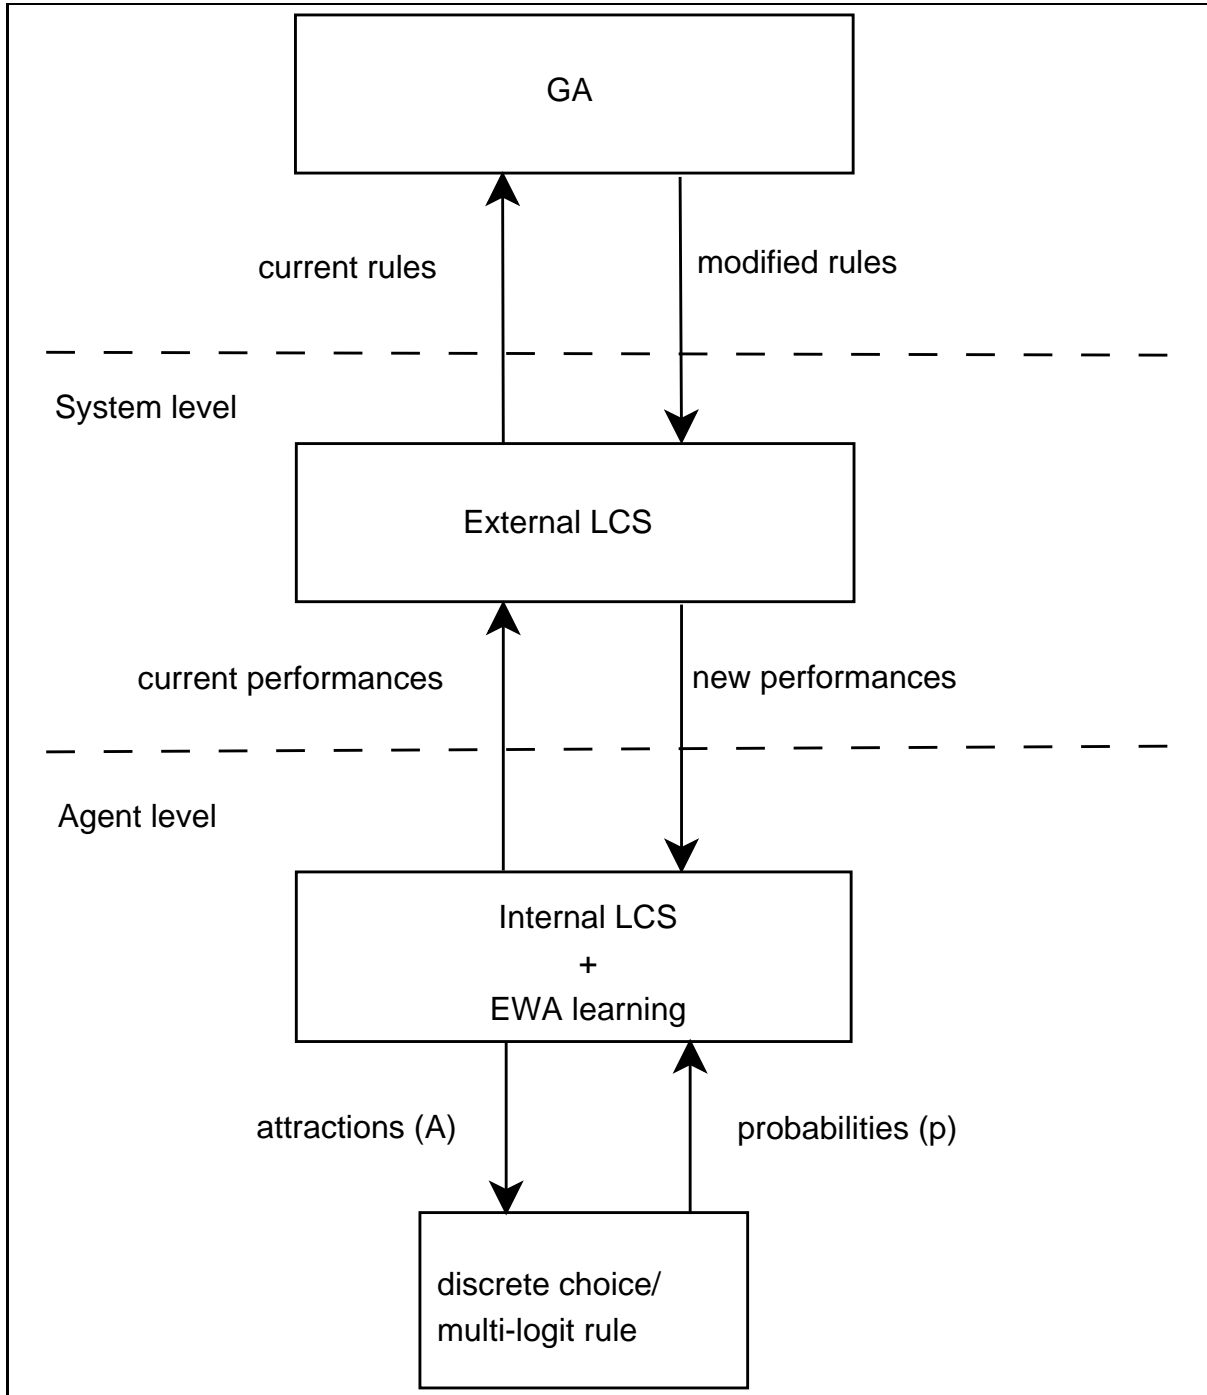 GA
current rules
modified rules
System level
External LCS
current performances
new performances
Agent level
Internal LCS
+
EWA learning
attractions (A)
probabilities (p)
discrete choice/
multi-logit rule